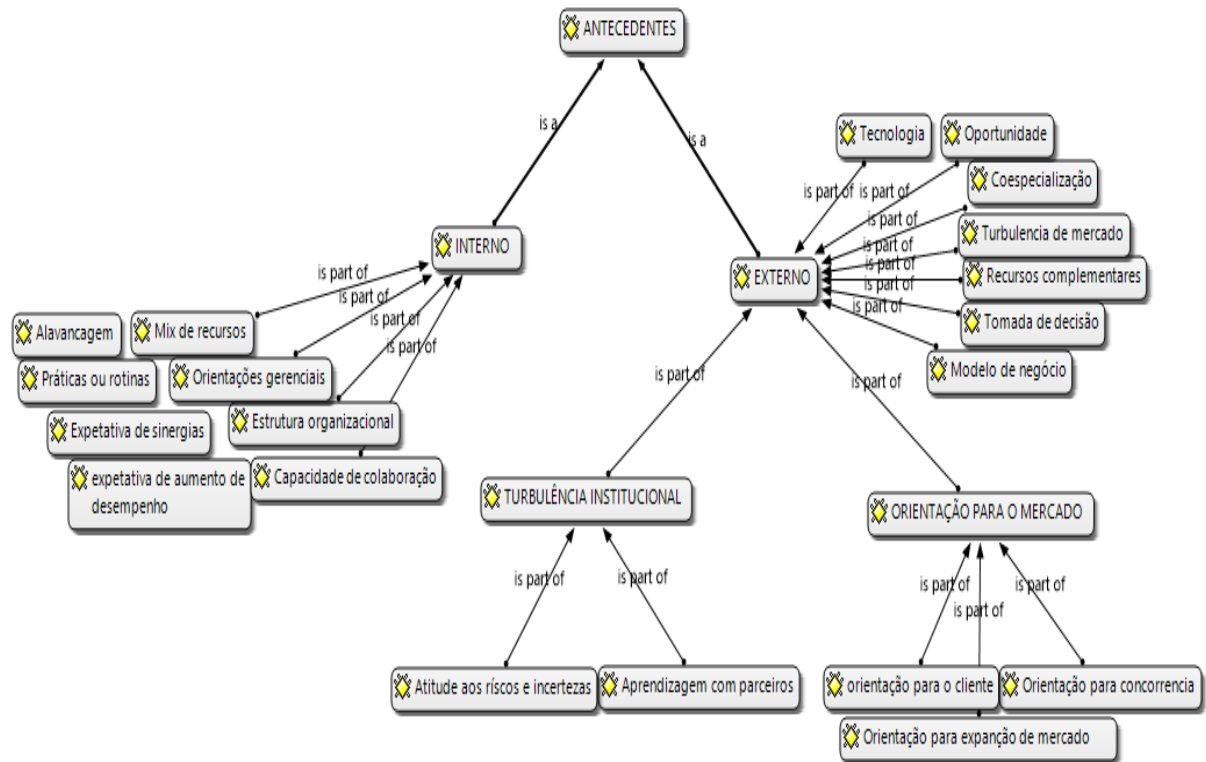 ANTECEDENTES
is a
is a
Tecnologia
Oportunidade
is part of
is part of
Coespecialização
is part of
Turbulencia de mercado
is part of
is part of
Recursos complementares
is part of
Tomada de decisão
is part of
Modelo de negócio
INTERNO
EXTERNO
is part of
is part of
is part of
is part of
Alavancagem
Mix de recursos
Práticas ou rotinas
Orientações gerenciais
Expetativa de sinergias
Estrutura organizacional
expetativa de aumento de
desempenho
Capacidade de colaboração
is part of
is part of
TURBULÊNCIA INSTITUCIONAL
ORIENTAÇÃO PARA O MERCADO
is part of
is part of
is part of
is part of
is part of
Atitude aos ríscos e incertezas
Aprendizagem com parceiros
orientação para o cliente
Orientação para concorrencia
Orientação para expanção de mercado